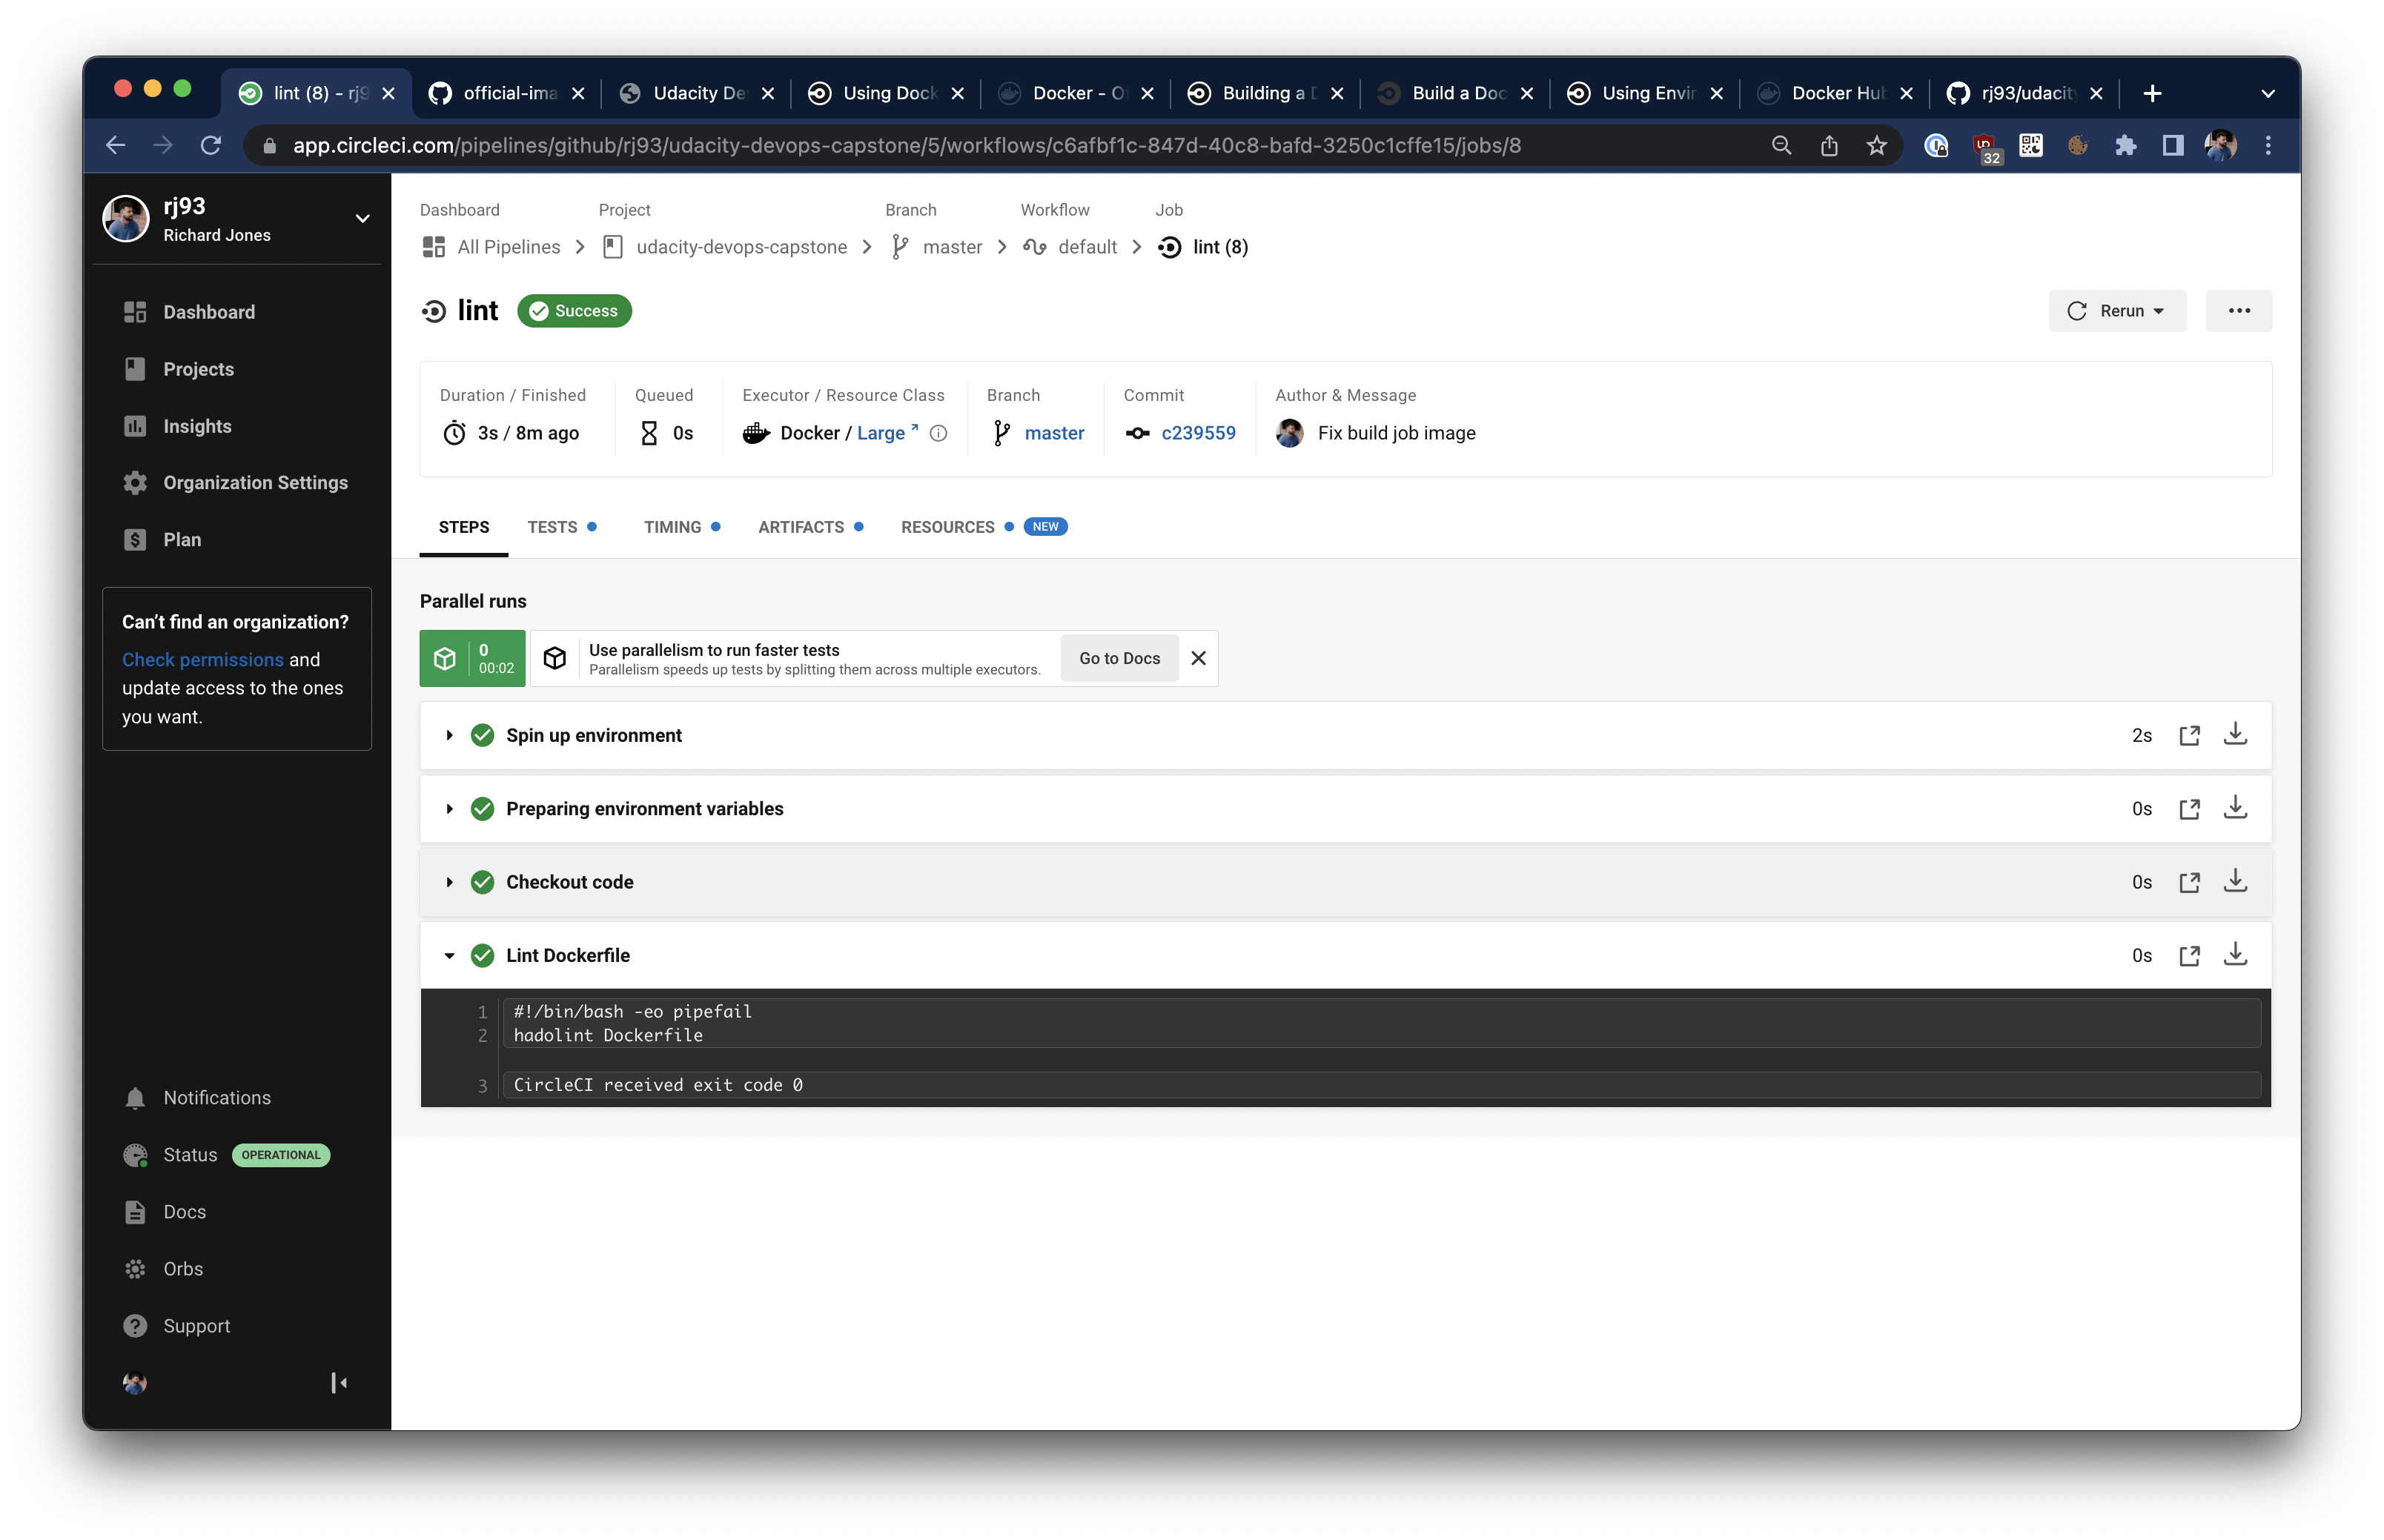 lint (8) - rj9
official-ima
Udacity De
Using Dock
Docker - O
Building a D
Build a Doc
Using Envir
Docker Hub
rj93/udacity
app.circleci.com/pipelines/github/rj93/udacity-devops-capstone/5/workflows/c6afbf1c-847d-40c8-bafd-3250c1cffe15/jobs/8
32
rj93
Richard Jones
Dashboard
Projects
Insights
Organization Settings
Plan
Can't find an organization?
Check permissions and
update access to the ones
you want.
Notifications
Status OPERATIONAL
Docs
Orbs
Support
Dashboard Project Branch Workflow Job
All Pipelines udacity-devops-capstone master default lint (8)
lint Success
Rerun
Duration / Finished Queued Executor / Resource Class Branch Commit Author & Message
3s / 8m ago 0s Docker / Large master c239559 Fix build job image
STEPS TESTS TIMING ARTIFACTS RESOURCES NEW
Parallel runs
0
00:02
Use parallelism to run faster tests
Parallelism speeds up tests by splitting them across multiple executors.
Go to Docs
Spin up environment 2s
Preparing environment variables 0s
Checkout code 0s
Lint Dockerfile 0s
1 #!/bin/bash -eo pipefail
2 hadolint Dockerfile
3 CircleCI received exit code 0